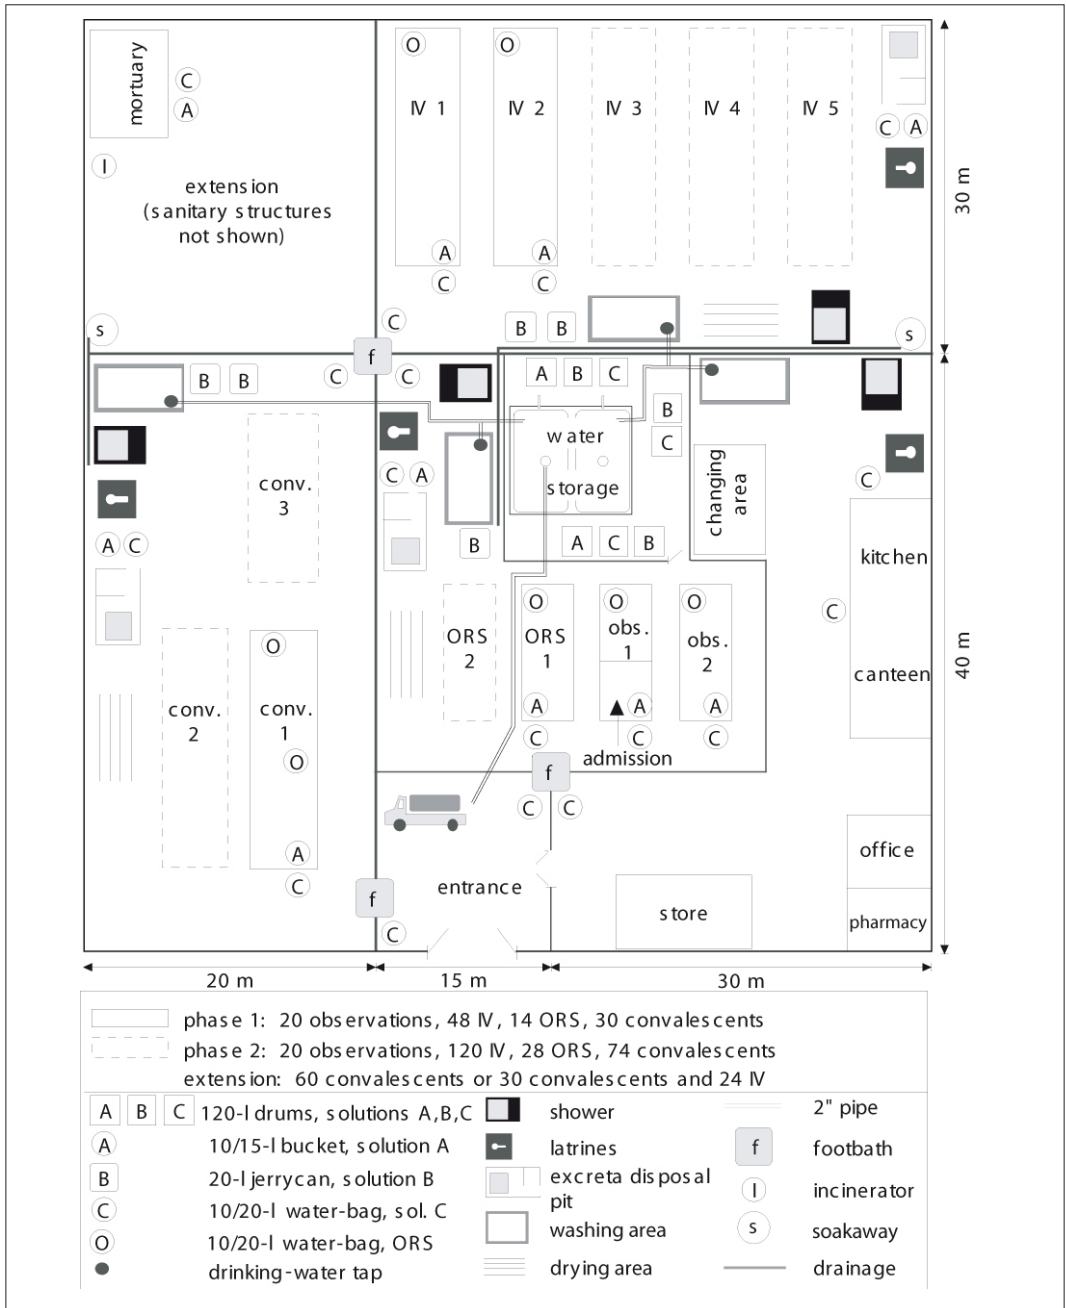 mortuary
C
A
I
extension
(sanitary structures
not shown)
O
IV 1
A
C
O
IV 2
A
C
IV 3
IV 4
IV 5
C A
30 m
s
C
f
C
C
B B
s
B B
A B C
B
C
water
storage
A C B
changing
area
C A
B
conv.
3
A C
conv.
2
O
conv.
1
O
A
C
ORS
2
O
ORS
1
A
C
O
obs.
1
A
C
O
obs.
2
A
C
admission
f
C C
C
kitchen
C
canteen
40 m
office
pharmacy
store
entrance
f
C
20 m
15 m
30 m
phase 1: 20 observations, 48 IV, 14 ORS, 30 convalescents
phase 2: 20 observations, 120 IV, 28 ORS, 74 convalescents
extension: 60 convalescents or 30 convalescents and 24 IV
A B C 120-l drums, solutions A,B,C
A 10/15-l bucket, solution A
B 20-l jerrycan, solution B
C 10/20-l water-bag, sol. C
O 10/20-l water-bag, ORS
drinking-water tap
shower
latrines
excreta disposal
pit
washing area
drying area
2" pipe
f footbath
I incinerator
s soakaway
drainage